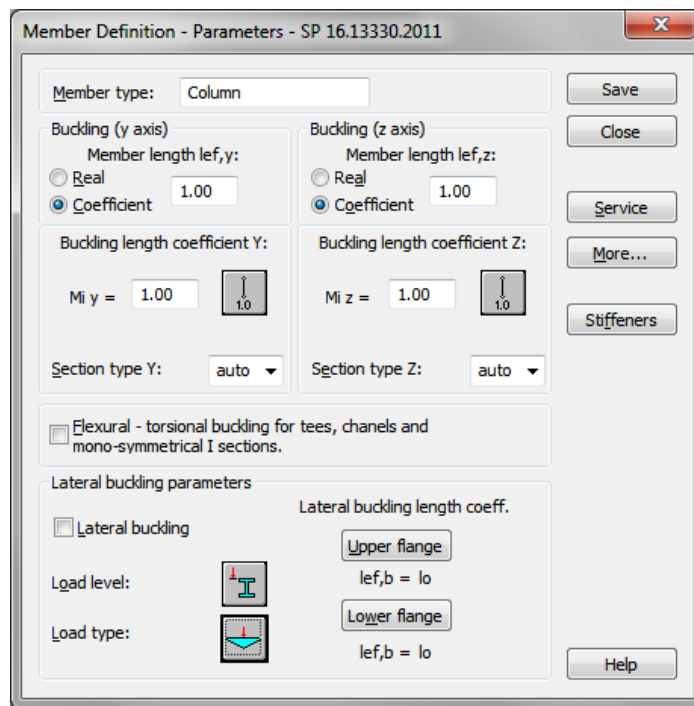 Member Definition - Parameters - SP 16.13330.2011
Member type: Column
Save
Close
Buckling (y axis)
Member length lef,y:
Real
Coefficient
1.00
Buckling (z axis)
Member length lef,z:
Real
Coefficient
1.00
Service
More...
Stiffeners
Buckling length coefficient Y:
Mi y = 1.00
1.0
Section type Y: auto
Buckling length coefficient Z:
Mi z = 1.00
1.0
Section type Z: auto
Flexural - torsional buckling for tees, chanels and
mono-symmetrical I sections.
Lateral buckling parameters
Lateral buckling
Load level:
Load type:
Lateral buckling length coeff.
Upper flange
lef,b = lo
Lower flange
lef,b = lo
Help